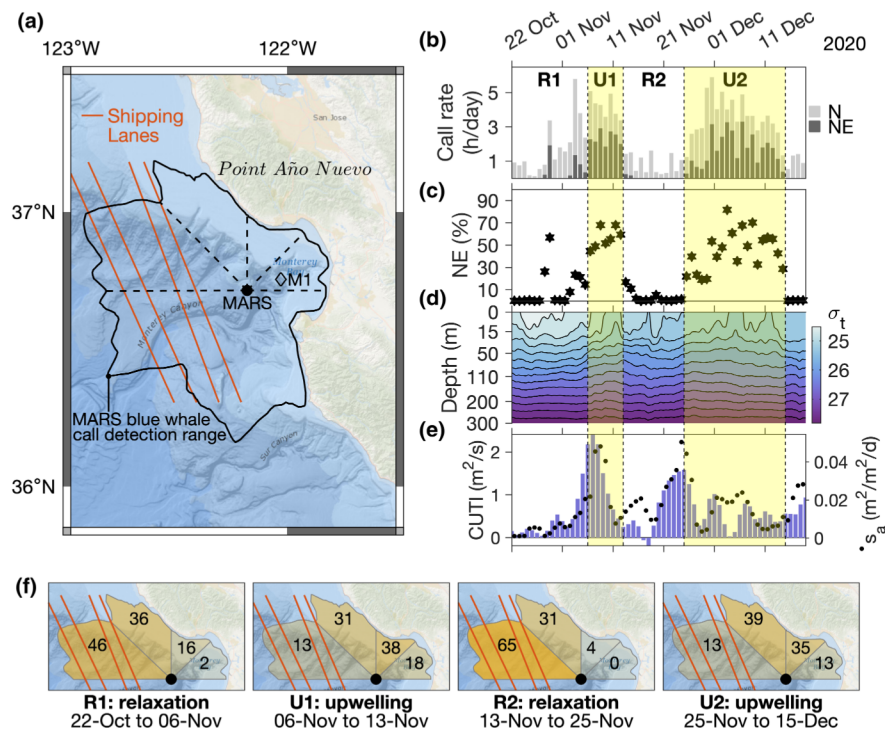 (a)
123°W
122°W
Shipping
Lanes
San Jose
Point Año Nuevo
37°N
Monterey
M1
MARS
Monterey Canyon
MARS blue whale
call detection range
Sur Canyon
36°N
(b)
22 Oct
01 Nov
11 Nov
21 Nov
01 Dec
11 Dec
2020
R1
U1
R2
U2
Call rate
(h/day)
5
3
1
N
NE
(c)
NE (%)
90
70
50
30
10
(d)
Depth (m)
0
15
50
110
200
300
σt
25
26
27
(e)
CUTI (m²/s)
2
1
0
0.04
0.02
0
• sa (m²/m²/d)
(f)
36
46
16
2
R1: relaxation
22-Oct to 06-Nov
31
13
38
18
U1: upwelling
06-Nov to 13-Nov
31
65
4
0
R2: relaxation
13-Nov to 25-Nov
39
13
35
13
U2: upwelling
25-Nov to 15-Dec